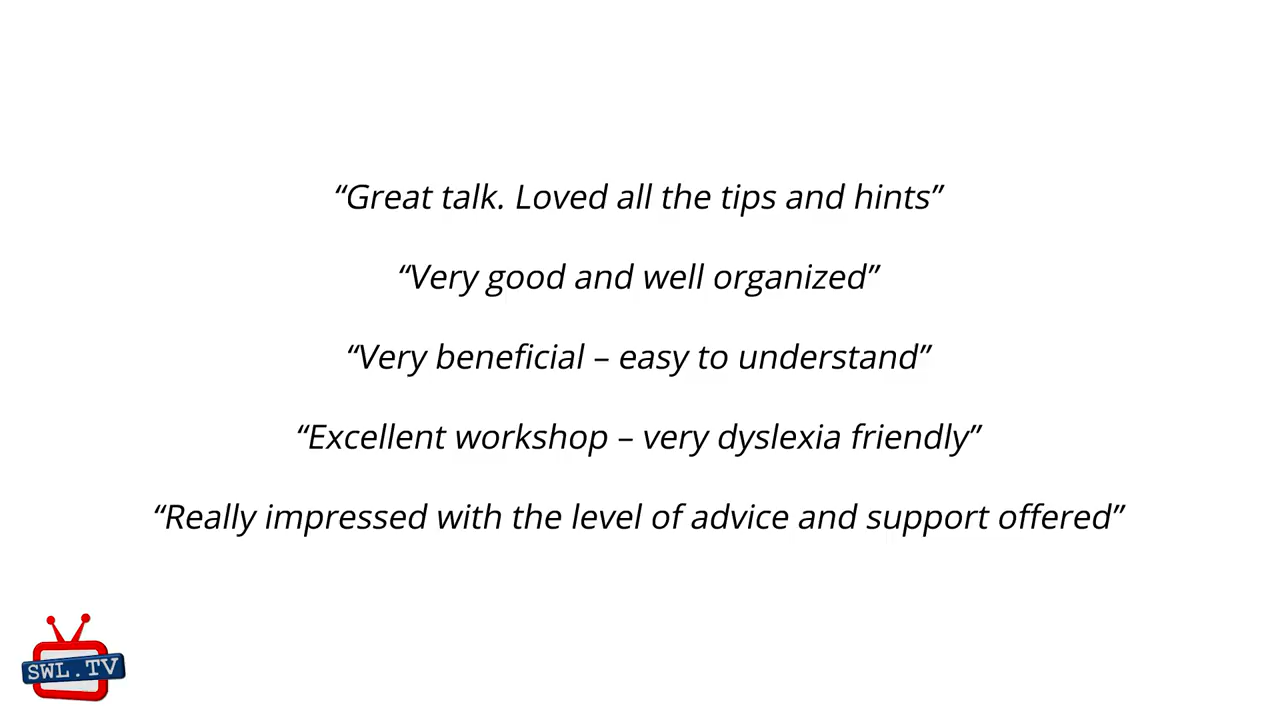 “Great talk. Loved all the tips and hints”
“Very good and well organized”
“Very beneficial – easy to understand”
“Excellent workshop – very dyslexia friendly”
“Really impressed with the level of advice and support offered”
SWL.TV